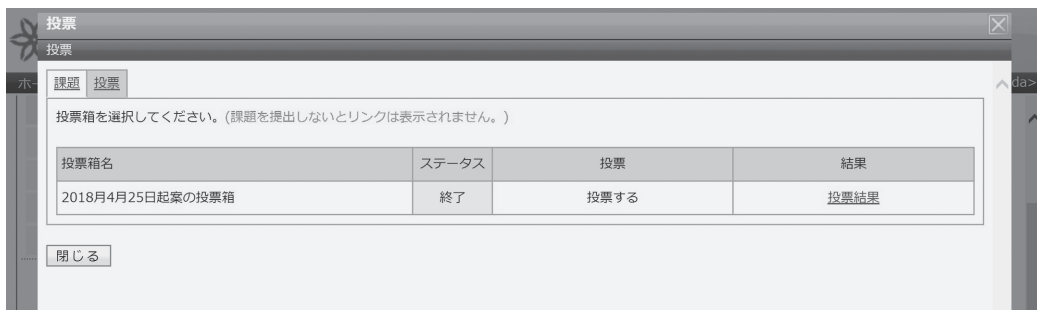 投票
投票
ホー
da>
課題 投票
投票箱を選択してください。(課題を提出しないとリンクは表示されません。)
投票箱名 ステータス 投票 結果
2018月4月25日起案の投票箱 終了 投票する 投票結果
閉じる